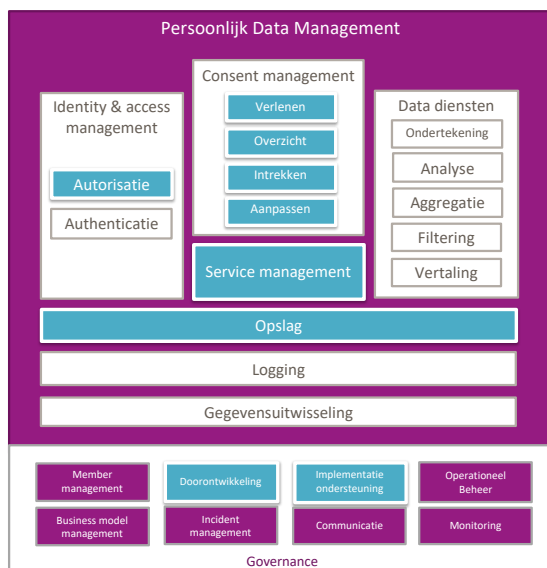 Persoonlijk Data Management
Consent management
Verlenen
Overzicht
Intrekken
Aanpassen
Identity & access
management
Autorisatie
Authenticatie
Data diensten
Ondertekening
Analyse
Aggregatie
Filtering
Vertaling
Service management
Opslag
Logging
Gegevensuitwisseling
Member
management
Doorontwikkeling
Implementatie
ondersteuning
Operationeel
Beheer
Business model
management
Incident
management
Communicatie
Monitoring
Governance